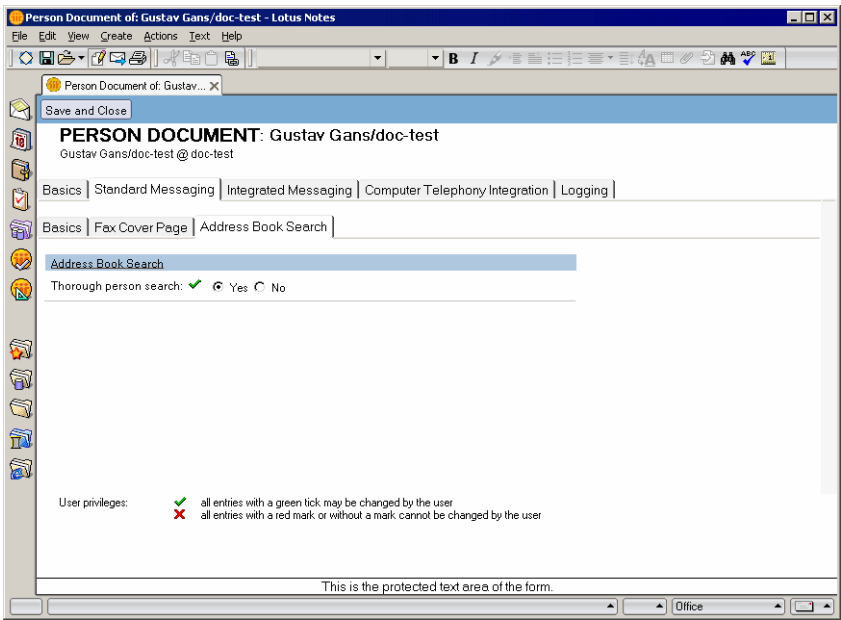 Person Document of: Gustav Gans/doc-test - Lotus Notes
File Edit View Create Actions Text Help
B I
ABC
Person Document of: Gustav...
Save and Close
PERSON DOCUMENT: Gustav Gans/doc-test
Gustav Gans/doc-test @ doc-test
Basics Standard Messaging Integrated Messaging Computer Telephony Integration Logging
Basics Fax Cover Page Address Book Search
Address Book Search
Thorough person search: Yes No
User privileges: all entries with a green tick may be changed by the user
all entries with a red mark or without a mark cannot be changed by the user
This is the protected text area of the form.
Office